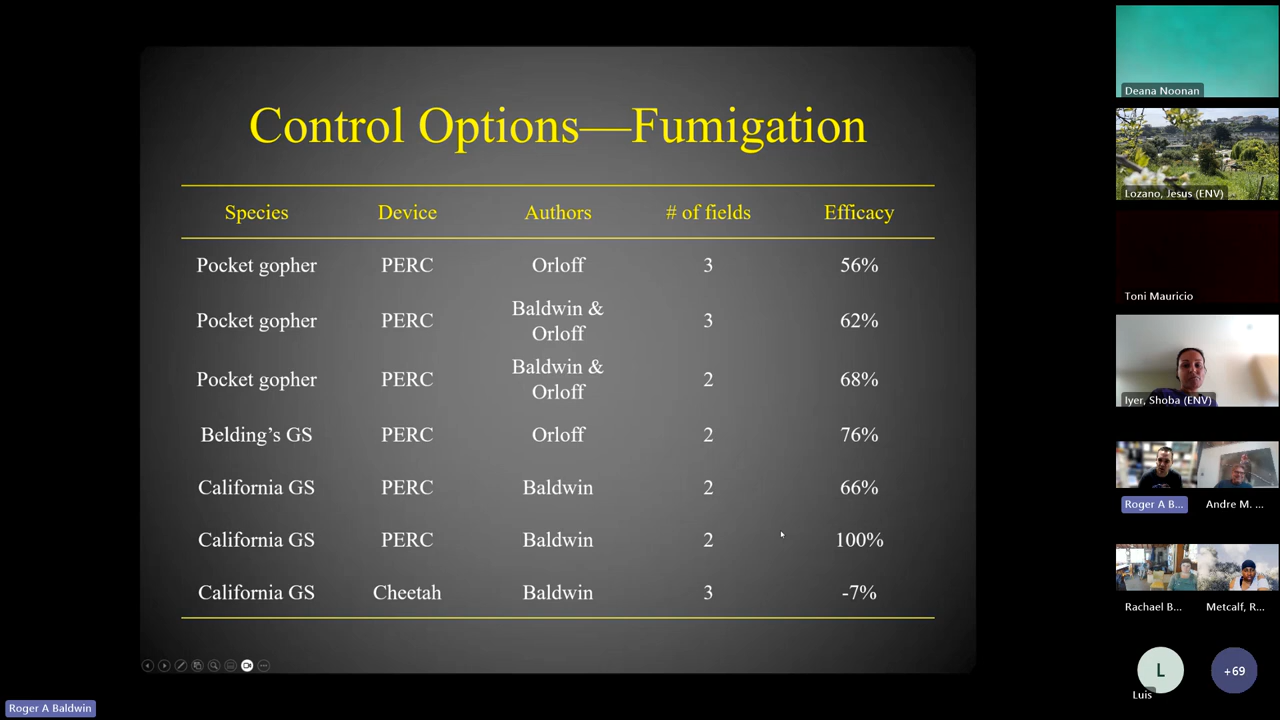 Control Options—Fumigation
Species Device Authors # of fields Efficacy
Pocket gopher PERC Orloff 3 56%
Pocket gopher PERC Baldwin & Orloff 3 62%
Pocket gopher PERC Baldwin & Orloff 2 68%
Belding’s GS PERC Orloff 2 76%
California GS PERC Baldwin 2 66%
California GS PERC Baldwin 2 100%
California GS Cheetah Baldwin 3 -7%
Roger A Baldwin
Deana Noonan
Lozano, Jesus (ENV)
Toni Mauricio
Iyer, Shoba (ENV)
Roger A B... Andre M. ...
Rachael B... Metcalf, R...
L +69
Luis